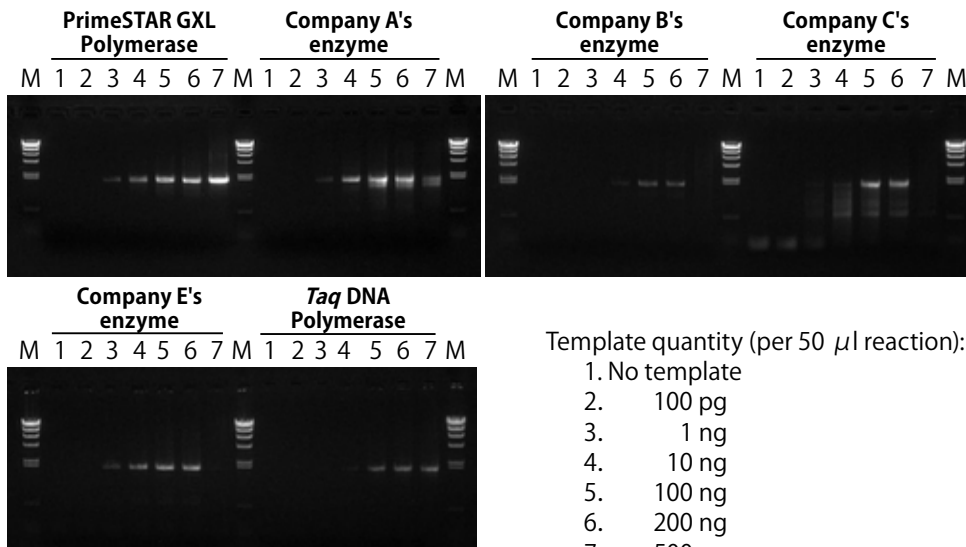 PrimeSTAR GXL
Polymerase
Company A's
enzyme
Company B's
enzyme
Company C's
enzyme
M 1 2 3 4 5 6 7 M 1 2 3 4 5 6 7 M
M 1 2 3 4 5 6 7 M 1 2 3 4 5 6 7 M
Company E's
enzyme
Taq DNA
Polymerase
M 1 2 3 4 5 6 7 M 1 2 3 4 5 6 7 M
Template quantity (per 50 μl reaction):
1. No template
2. 100 pg
3. 1 ng
4. 10 ng
5. 100 ng
6. 200 ng